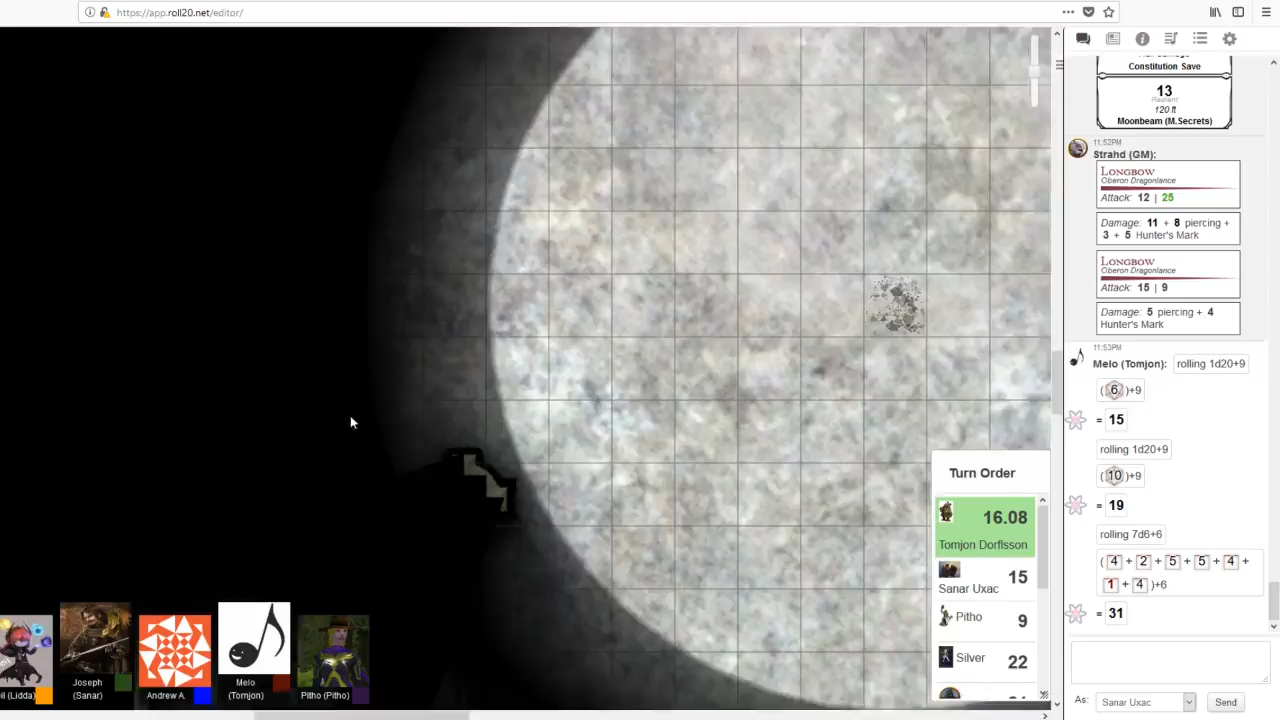 https://app.roll20.net/editor/
Constitution Save
13
Radiant
120 ft
Moonbeam (M.Secrets)
11:52PM
Strahd (GM):
LONGBOW
Oberon Dragonlance
Attack: 12 | 25
Damage: 11 + 8 piercing +
3 + 5 Hunter's Mark
LONGBOW
Oberon Dragonlance
Attack: 15 | 9
Damage: 5 piercing + 4
Hunter's Mark
11:53PM
Melo (Tomjon): rolling 1d20+9
(6)+9
= 15
rolling 1d20+9
(10)+9
= 19
rolling 7d6+6
(4 + 2 + 5 + 5 + 4 +
1 + 4)+6
= 31
As: Sanar Uxac Send
Turn Order
16.08
Tomjon Dorflsson
15
Sanar Uxac
Pitho 9
Silver 22
(Lidda)
Joseph
(Sanar)
Andrew A.
Melo
(Tomjon)
Pitho (Pitho)